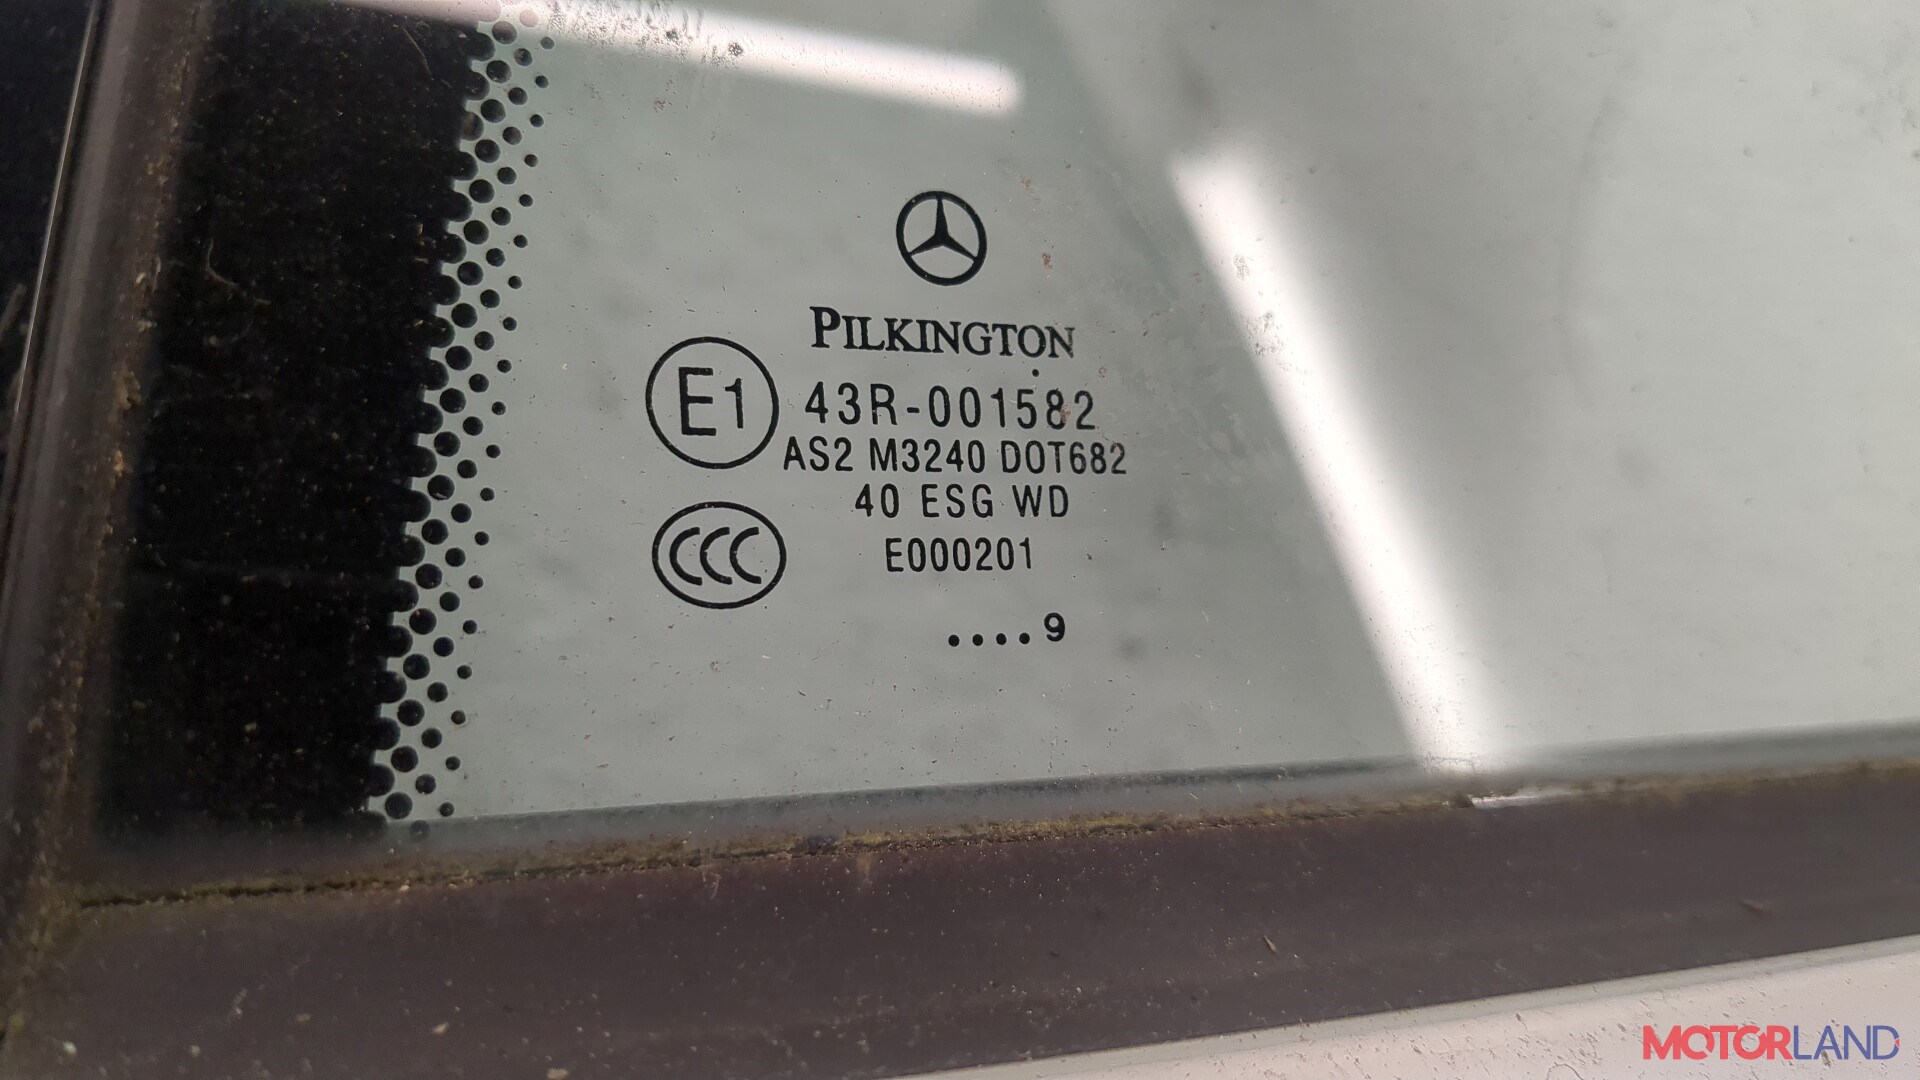 PILKINGTON
E1 43R-001582
AS2 M3240 DOT682
40 ESG WD
CCC E000201
....9
MOTORLAND